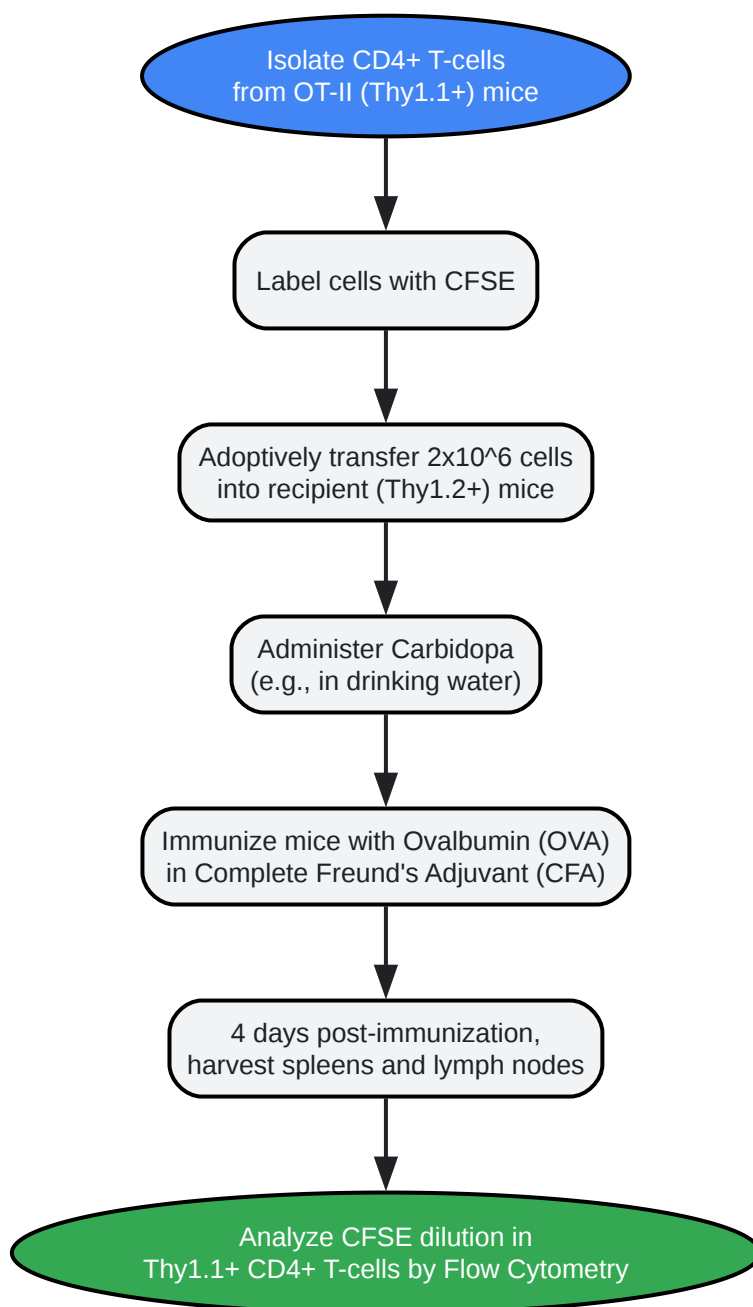 Isolate CD4+ T-cells
from OT-II (Thy1.1+) mice
Label cells with CFSE
Adoptively transfer 2x10^6 cells
into recipient (Thy1.2+) mice
Administer Carbidopa
(e.g., in drinking water)
Immunize mice with Ovalbumin (OVA)
in Complete Freund's Adjuvant (CFA)
4 days post-immunization,
harvest spleens and lymph nodes
Analyze CFSE dilution in
Thy1.1+ CD4+ T-cells by Flow Cytometry